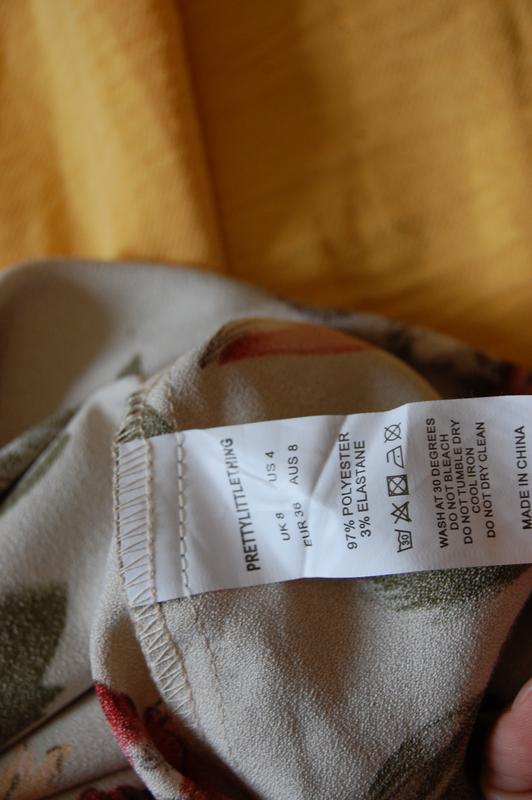 PRETTYLITTLETHING
UK 8 US 4
EUR 36 AUS 8
97% POLYESTER
3% ELASTANE
30
WASH AT 30 DEGREES
DO NOT BLEACH
DO NOT TUMBLE DRY
COOL IRON
DO NOT DRY CLEAN
MADE IN CHINA